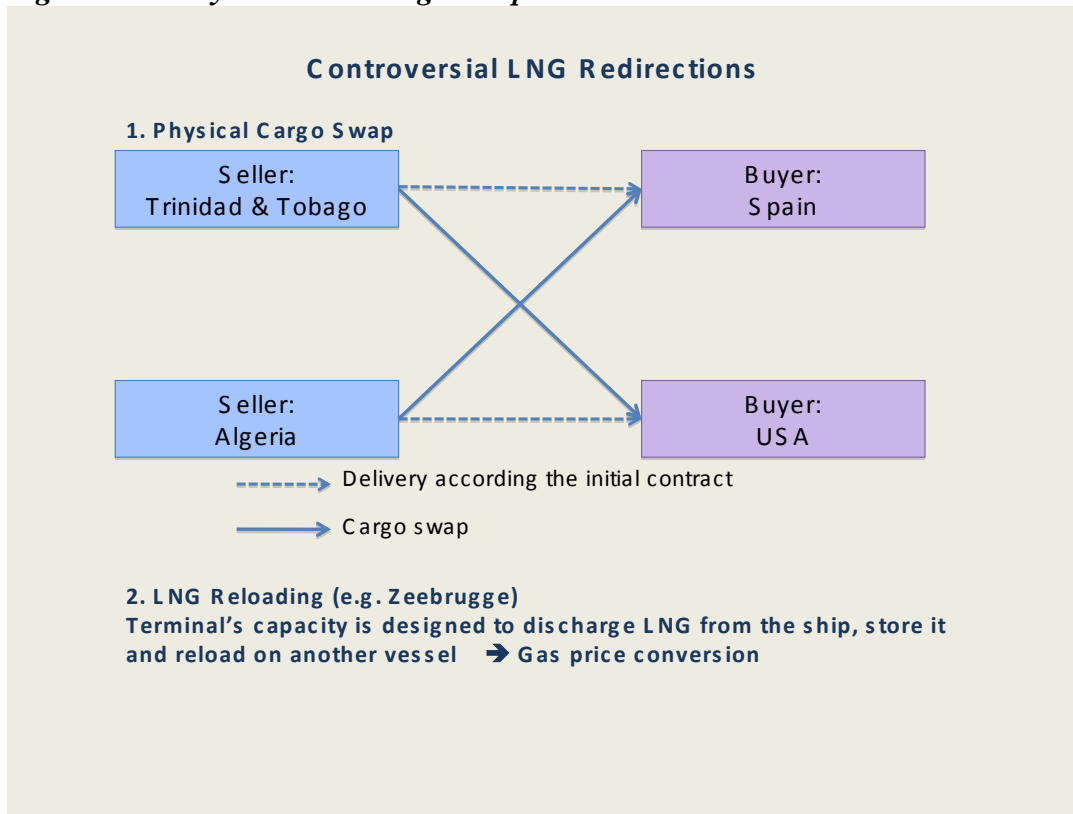 Controversial LNG Redirections
1. Physical Cargo Swap
Seller:
Trinidad & Tobago
Buyer:
Spain
Seller:
Algeria
Buyer:
USA
Delivery according the initial contract
Cargo swap
2. LNG Reloading (e.g. Zeebrugge)
Terminal's capacity is designed to discharge LNG from the ship, store it
and reload on another vessel ➔ Gas price conversion